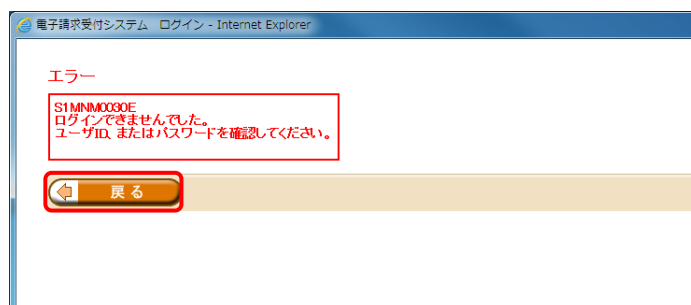 電子請求受付システム ログイン - Internet Explorer
エラー
S1MNM0030E
ログインできませんでした。
ユーザID、またはパスワードを確認してください。
戻る